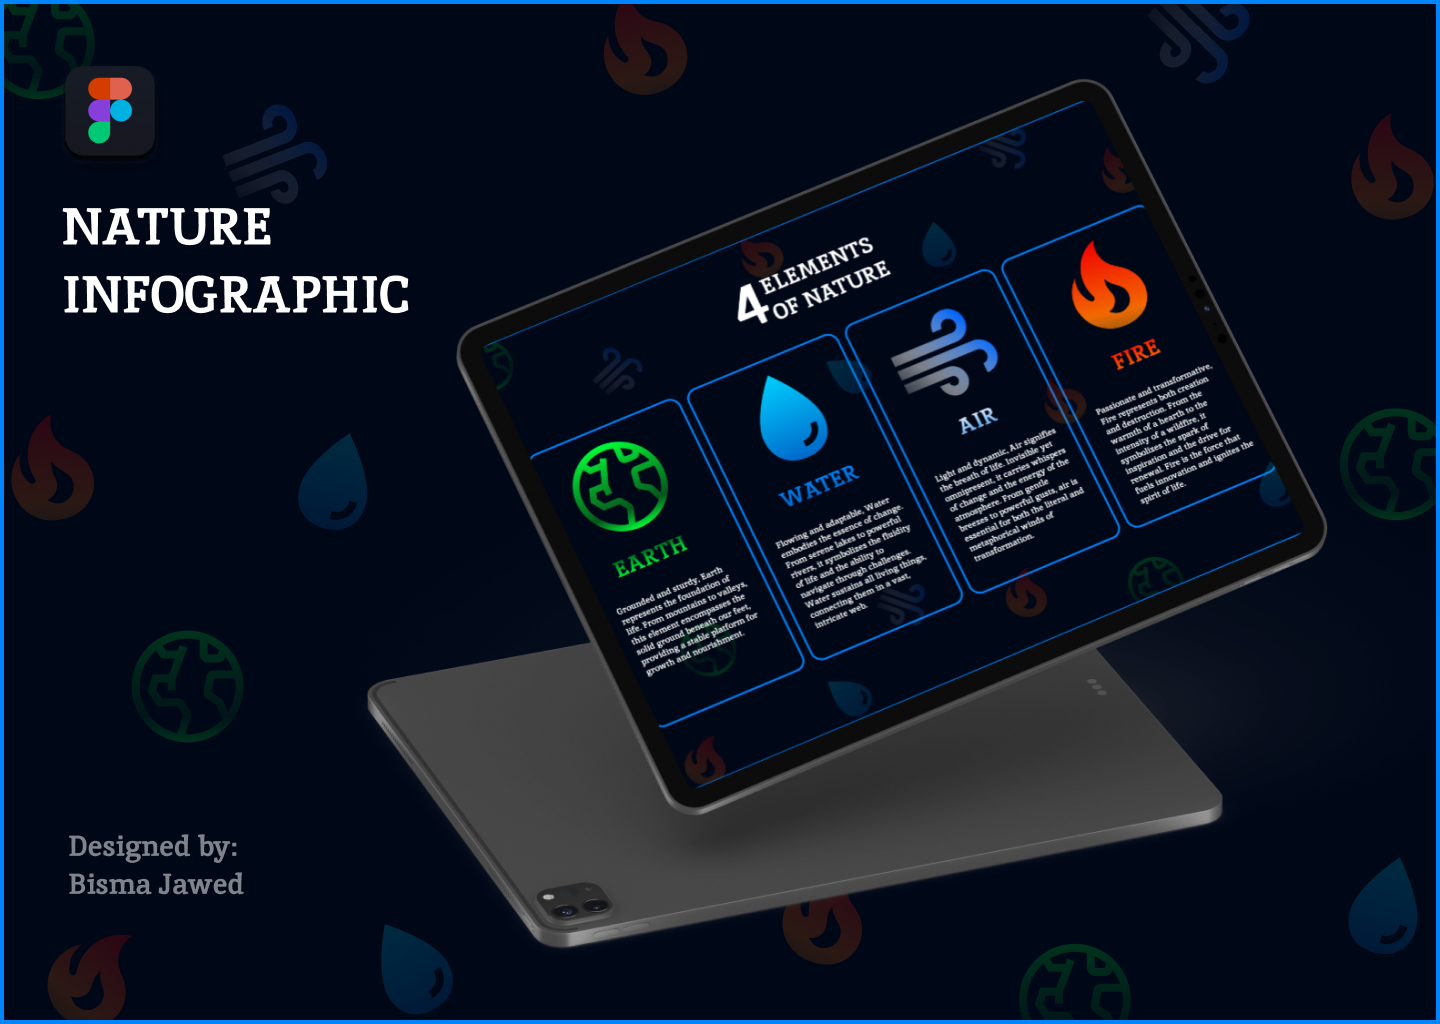 NATURE
INFOGRAPHIC
4 ELEMENTS
OF NATURE
EARTH
Grounded and sturdy, Earth
represents the foundation of
life. From mountains to valleys,
this element encompasses the
solid ground beneath our feet,
providing a stable platform for
growth and nourishment.
WATER
Flowing and adaptable, Water
embodies the essence of change.
From serene lakes to powerful
rivers, it symbolizes the fluidity
of life and the ability to
navigate through challenges.
Water sustains all living things,
connecting them in a vast,
intricate web.
AIR
Light and dynamic, Air signifies
the breath of life. Invisible yet
omnipresent, it carries whispers
of change and the energy of the
atmosphere. From gentle
breezes to powerful gusts, air is
essential for both the literal and
metaphorical winds of
transformation.
FIRE
Passionate and transformative,
Fire represents both creation
and destruction. From the
warmth of a hearth to the
intensity of a wildfire, it
symbolizes the spark of
inspiration and the drive for
renewal. Fire is the force that
fuels innovation and ignites the
spirit of life.
Designed by:
Bisma Jawed